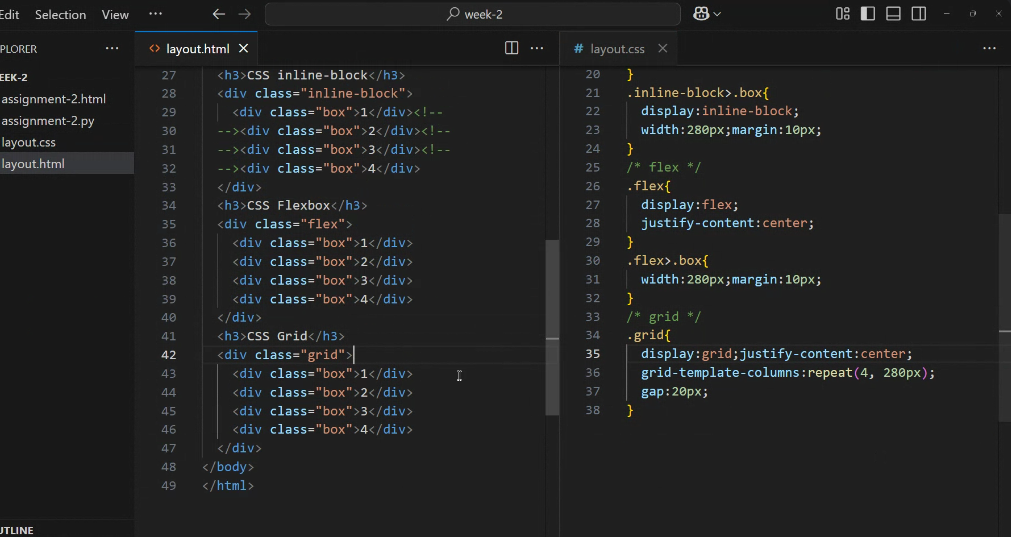 Edit Selection View ··· week-2
PLORER ···
EEK-2
assignment-2.html
assignment-2.py
layout.css
layout.html
UTLINE
<> layout.html ×
27 <h3>CSS inline-block</h3>
28 <div class="inline-block">
29 <div class="box">1</div><!--
30 --><div class="box">2</div><!--
31 --><div class="box">3</div><!--
32 --><div class="box">4</div>
33 </div>
34 <h3>CSS Flexbox</h3>
35 <div class="flex">
36 <div class="box">1</div>
37 <div class="box">2</div>
38 <div class="box">3</div>
39 <div class="box">4</div>
40 </div>
41 <h3>CSS Grid</h3>
42 <div class="grid">
43 <div class="box">1</div>
44 <div class="box">2</div>
45 <div class="box">3</div>
46 <div class="box">4</div>
47 </div>
48 </body>
49 </html>
# layout.css ×
20 }
21 .inline-block>.box{
22 display:inline-block;
23 width:280px;margin:10px;
24 }
25 /* flex */
26 .flex{
27 display:flex;
28 justify-content:center;
29 }
30 .flex>.box{
31 width:280px;margin:10px;
32 }
33 /* grid */
34 .grid{
35 display:grid;justify-content:center;
36 grid-template-columns:repeat(4, 280px);
37 gap:20px;
38 }